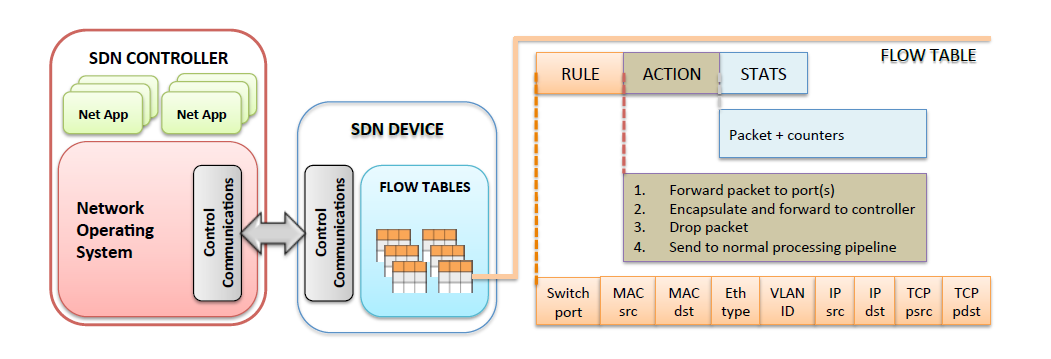 SDN CONTROLLER
Net App
Net App
Network
Operating
System
Control
Communications
SDN DEVICE
Control
Communications
FLOW TABLES
FLOW TABLE
RULE
ACTION
STATS
Packet + counters
1. Forward packet to port(s)
2. Encapsulate and forward to controller
3. Drop packet
4. Send to normal processing pipeline
Switch port
MAC src
MAC dst
Eth type
VLAN ID
IP src
IP dst
TCP psrc
TCP pdst